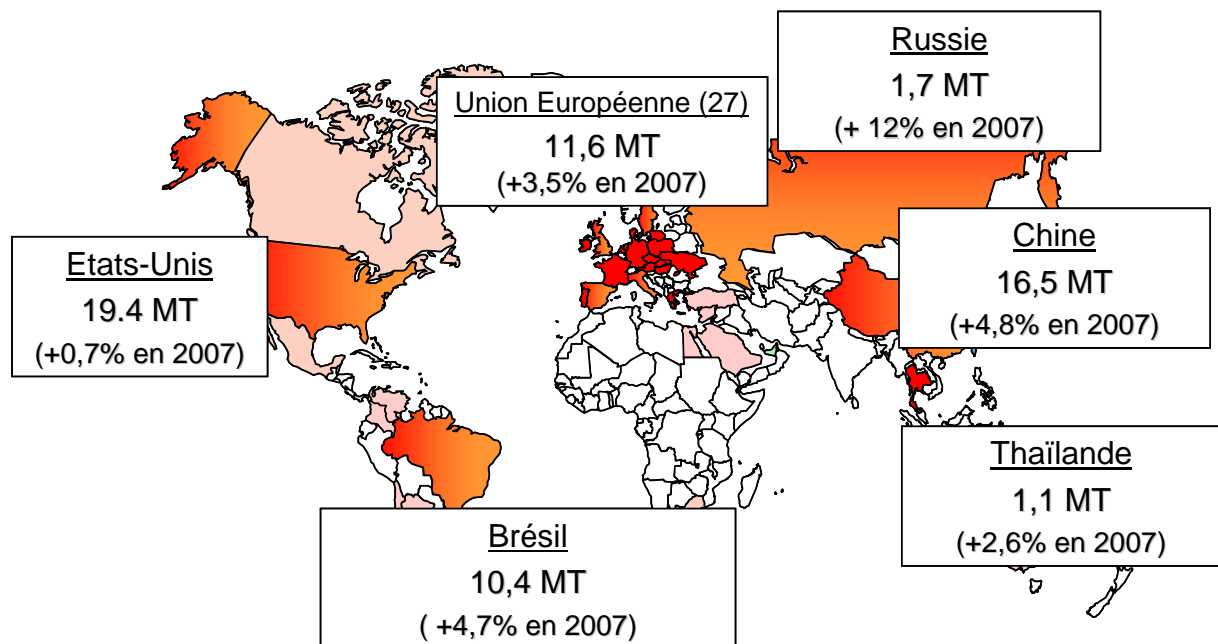 Russie
1,7 MT
(+ 12% en 2007)
Union Européenne (27)
11,6 MT
(+3,5% en 2007)
Etats-Unis
19.4 MT
(+0,7% en 2007)
Chine
16,5 MT
(+4,8% en 2007)
Thaïlande
1,1 MT
(+2,6% en 2007)
Brésil
10,4 MT
( +4,7% en 2007)